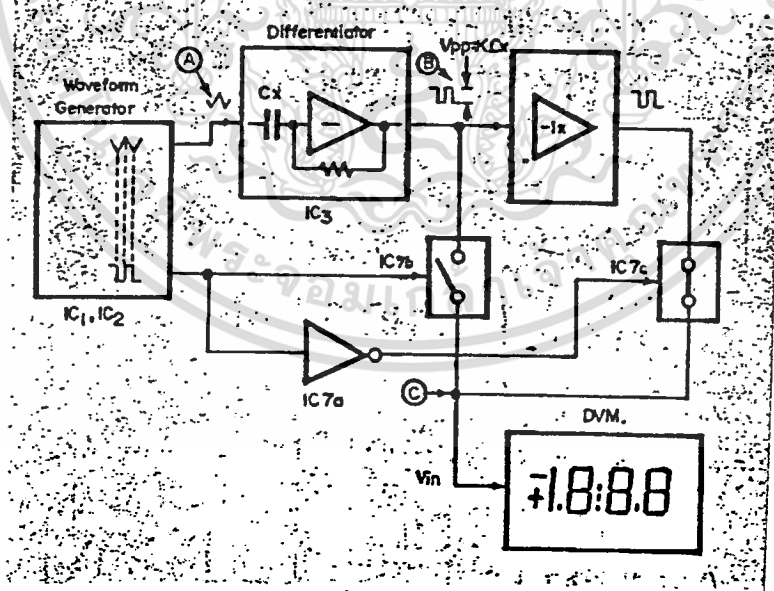 Differentiator
Vpp=KCx
A
B
Waveform
Generator
Cx
-
-1x
IC3
IC7b
IC7c
IC1, IC2
IC7a
C
DVM.
Vin
±1.8:8.8